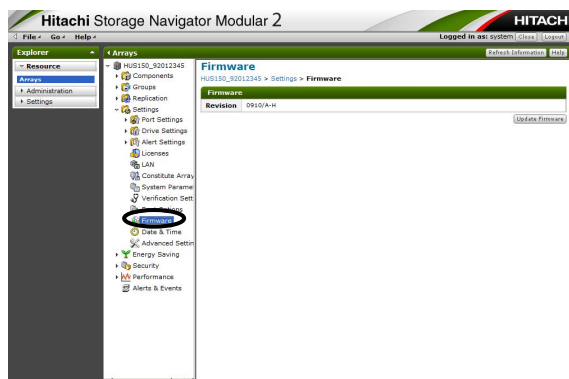 Hitachi Storage Navigator Modular 2
HITACH
File Go Help
Logged in as: system Close Logout
Explorer
Resource
Arrays
Administration
Settings
Arrays
HUS150_92012345
Components
Groups
Replication
Settings
Port Settings
Drive Settings
Alert Settings
Licenses
LAN
Constitute Array
System Parame
Verification Sett
Firmware
Date & Time
Advanced Settin
Energy Saving
Security
Performance
Alerts & Events
Refresh Information Help
Firmware
HUS150_92012345 > Settings > Firmware
Firmware
Revision 0910/A-H
Update Firmware